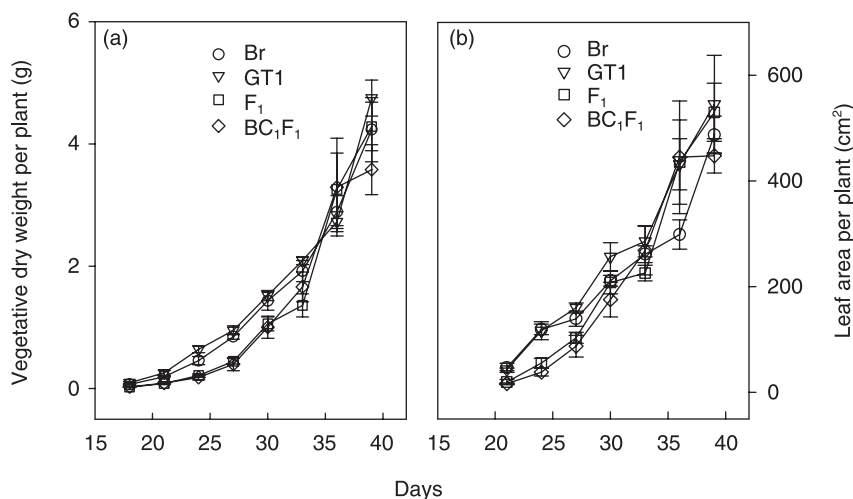 Vegetative dry weight per plant (g)
6
4
2
0
(a)
Br
GT1
F₁
BC₁F₁
15 20 25 30 35 40
(b)
Br
GT1
F₁
BC₁F₁
15 20 25 30 35 40
600
400
200
0
Leaf area per plant (cm²)
Days